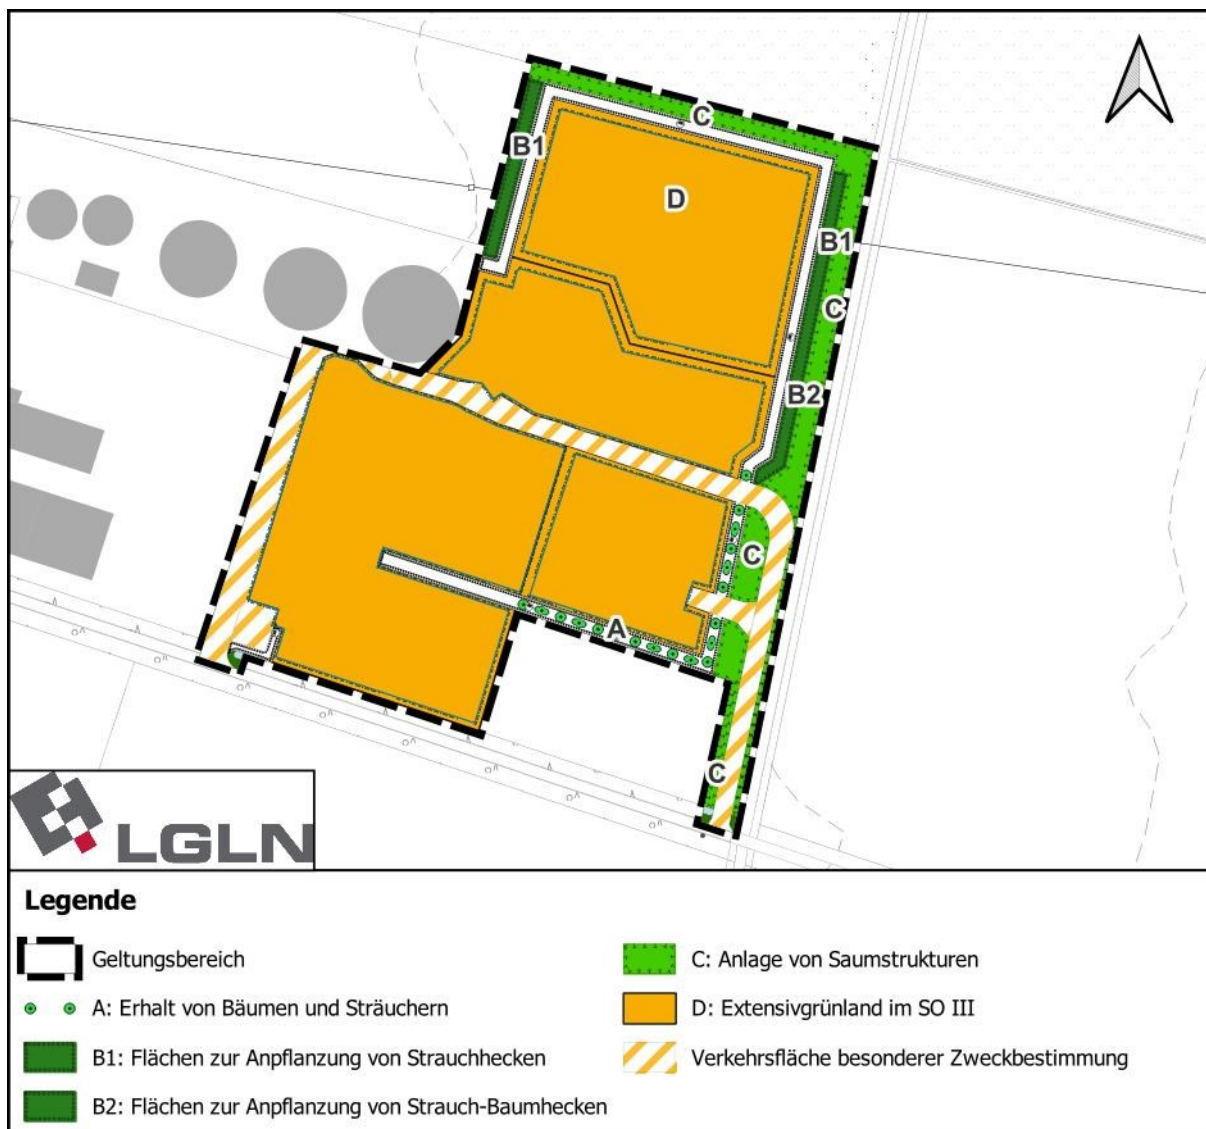 C
B1
D
B1
C
B2
C
A
C
LGLN
Legende
Geltungsbereich
A: Erhalt von Bäumen und Sträuchern
B1: Flächen zur Anpflanzung von Strauchhecken
B2: Flächen zur Anpflanzung von Strauch-Baumhecken
C: Anlage von Saumstrukturen
D: Extensivgrünland im SO III
Verkehrsfläche besonderer Zweckbestimmung